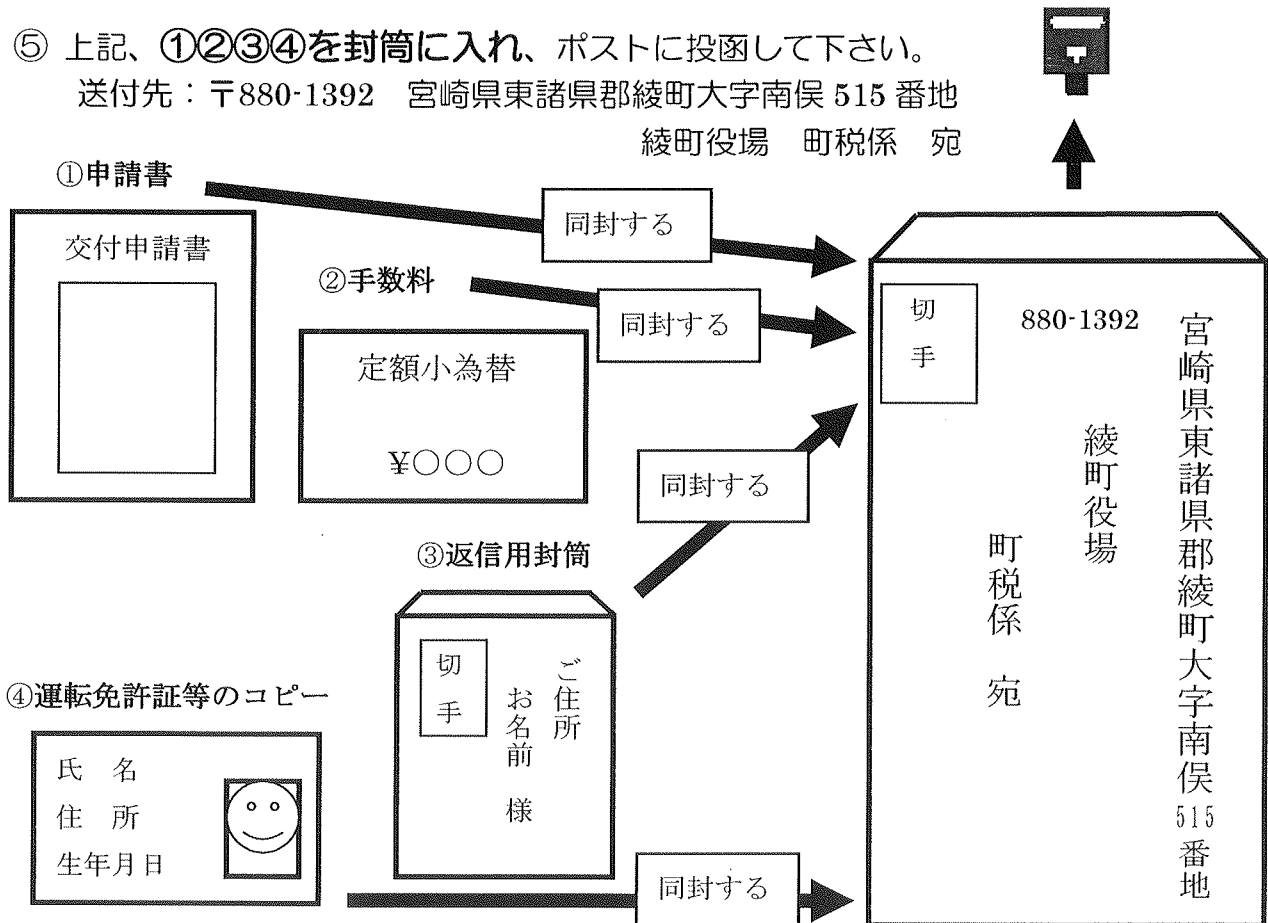 ⑤ 上記、①②③④を封筒に入れ、ポストに投函して下さい。
送付先：〒880-1392　宮崎県東諸県郡綾町大字南俣 515 番地
綾町役場　町税係　宛
①申請書
交付申請書
同封する
②手数料
定額小為替
¥○○○
同封する
③返信用封筒
切手
ご住所
お名前　様
同封する
④運転免許証等のコピー
氏　名
住　所
生年月日
同封する
切手
880-1392
宮崎県東諸県郡綾町大字南俣 515 番地
綾町役場
町税係　宛
〒